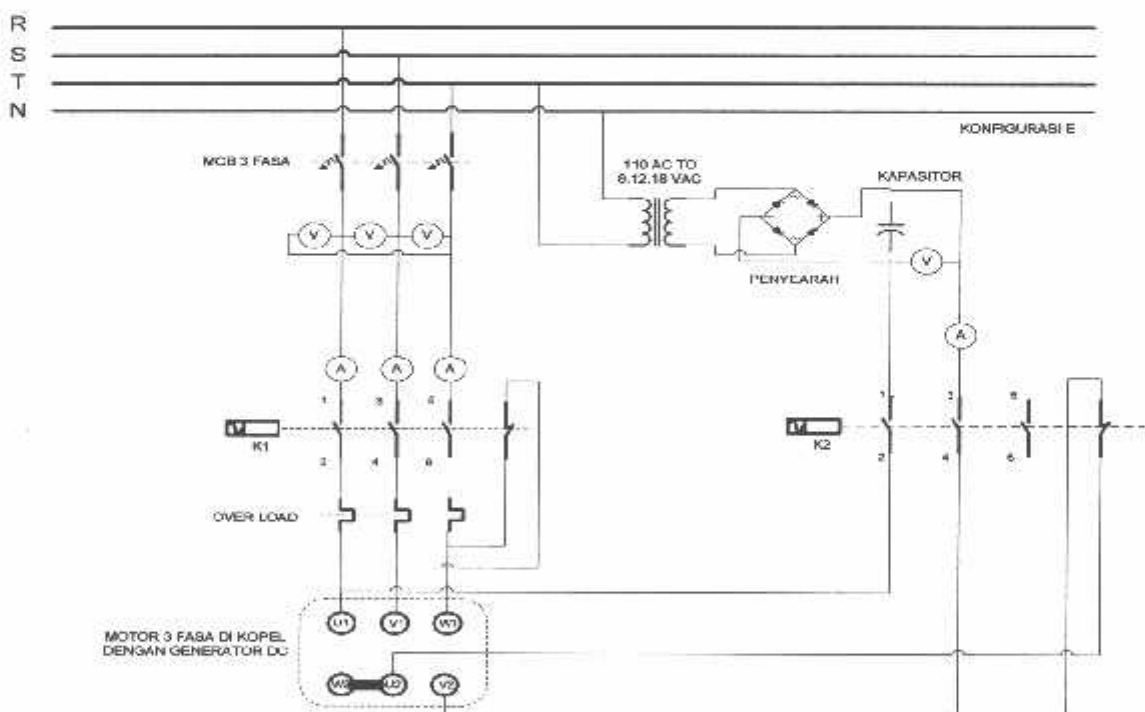 R
S
T
N
KONFIGURASI E
MCB 3 FASA
110 AC TO
6.12.18 VAC
KAPASITOR
V
V
V
V
PENYEARAH
A
A
A
A
1
3
5
1
3
5
K1
K2
2
4
6
2
4
6
OVER LOAD
U1
V1
W1
MOTOR 3 FASA DI KOPEL
DENGAN GENERATOR DC
W2
U2
V2